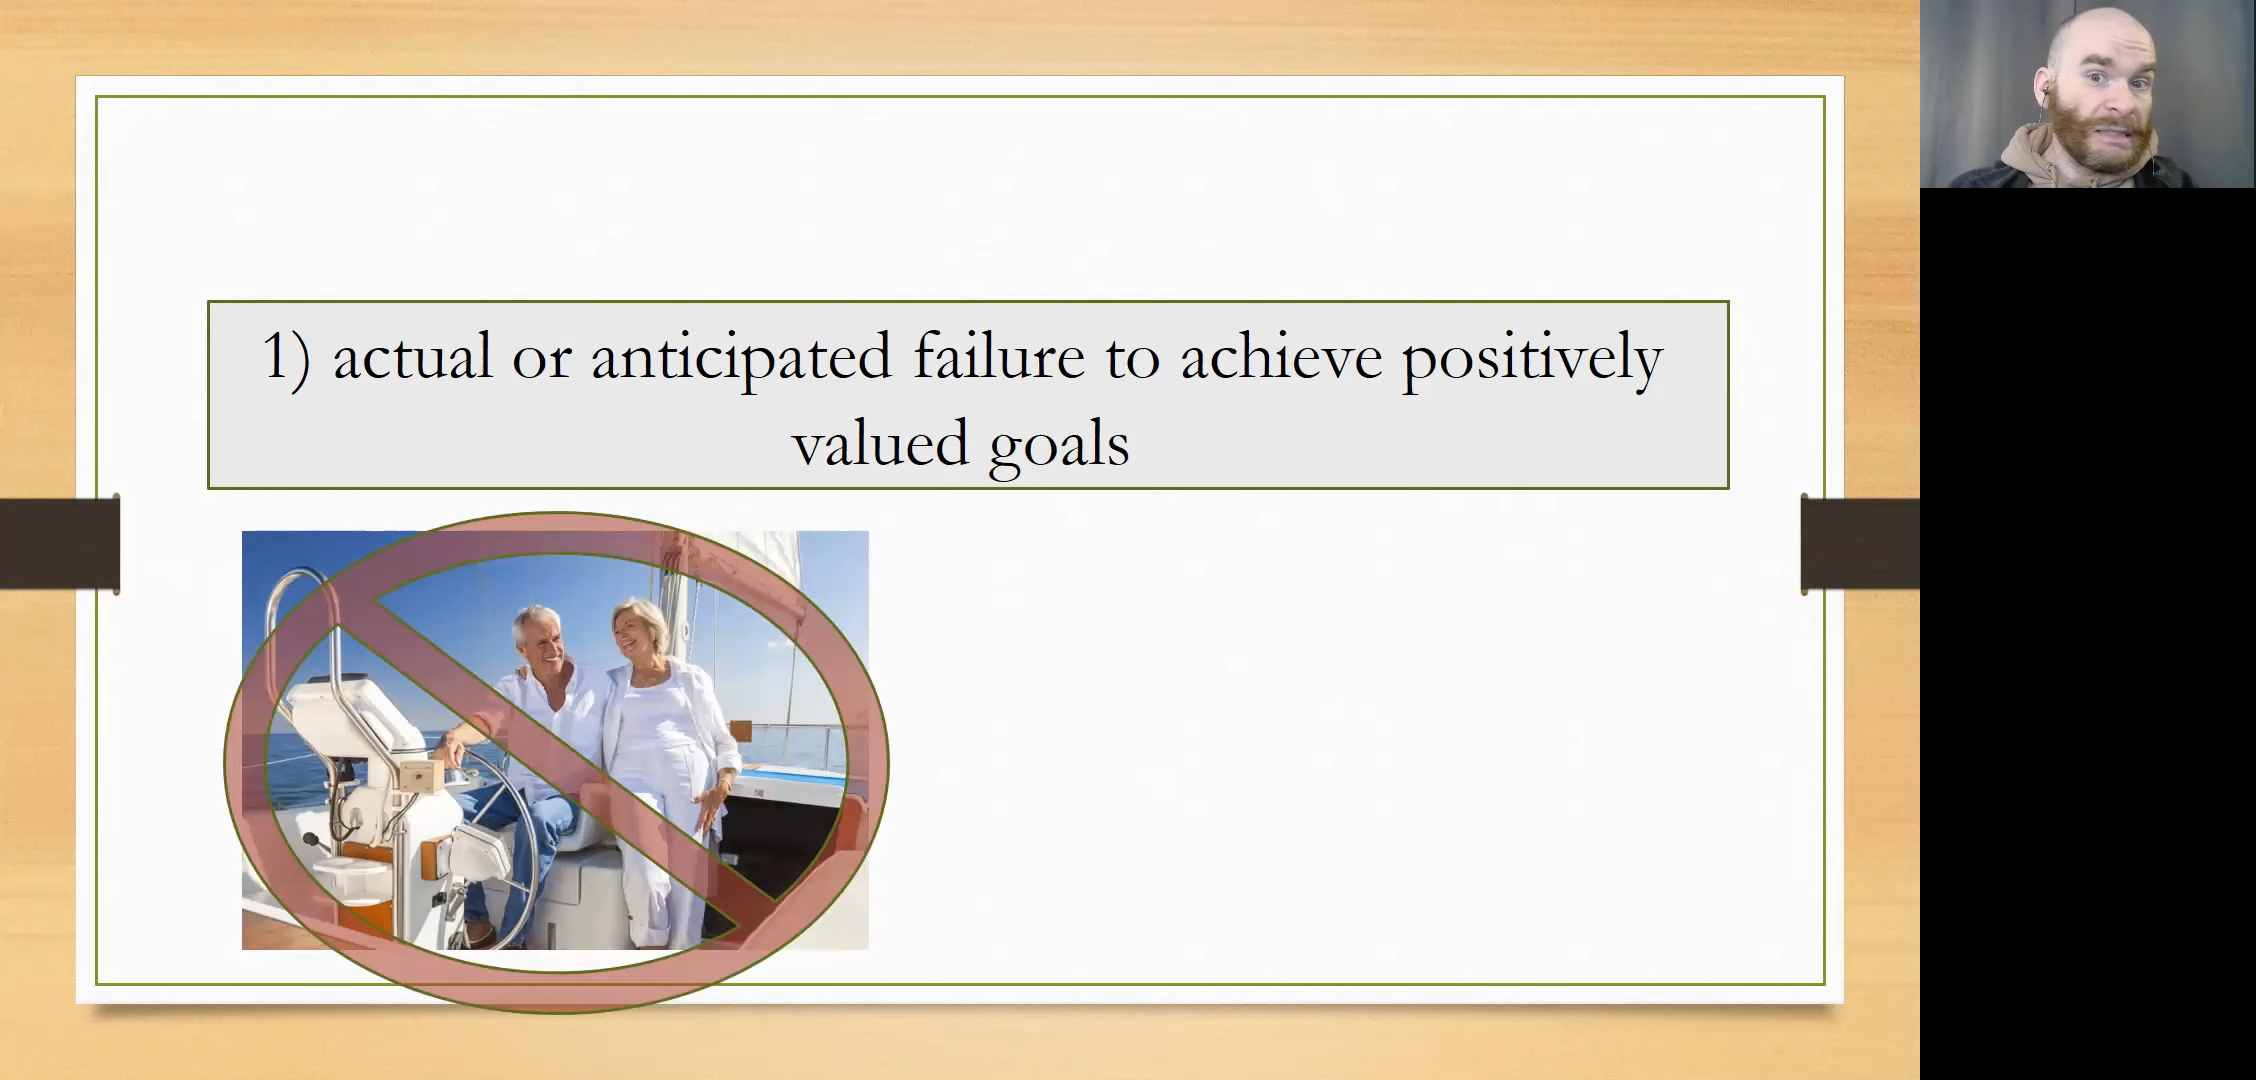 1) actual or anticipated failure to achieve positively
valued goals